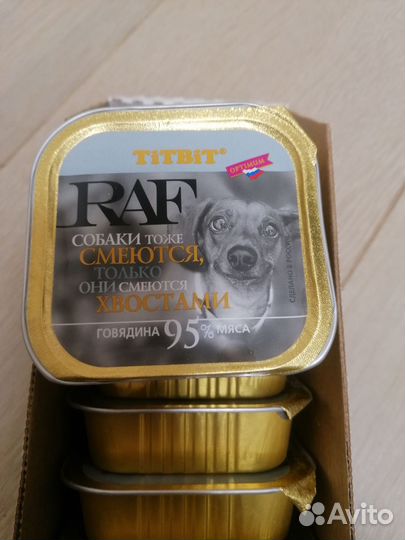 TiTBiT®
OPTIMUM
RAF
СОБАКИ ТОЖЕ
СМЕЮТСЯ,
ТОЛЬКО
ОНИ СМЕЮТСЯ
ХВОСТАМИ
ГОВЯДИНА 95% МЯСА
СДЕЛАНО В РОССИИ
Avito